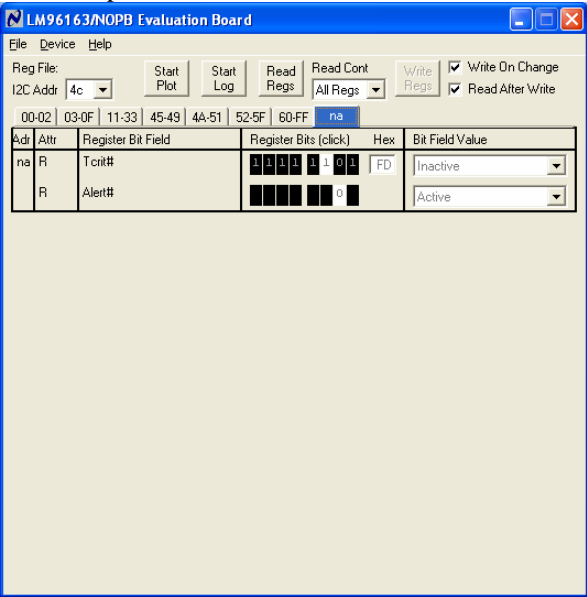 LM96163/NOPB Evaluation Board
File Device Help
Reg File:
I2C Addr 4c
Start Plot
Start Log
Read Regs
Read Cont
All Regs
Write Regs
Write On Change
Read After Write
00-02 03-0F 11-33 45-49 4A-51 52-5F 60-FF na
Adr Attr Register Bit Field Register Bits (click) Hex Bit Field Value
na R Tcrit# 1 1 1 1 1 1 0 1 FD Inactive
R Alert# 0 Active